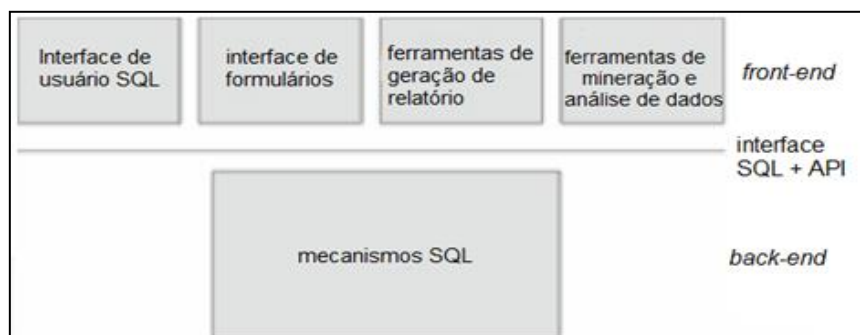 Interface de
usuário SQL
interface de
formulários
ferramentas de
geração de
relatório
ferramentas de
mineração e
análise de dados
front-end
interface
SQL + API
mecanismos SQL
back-end